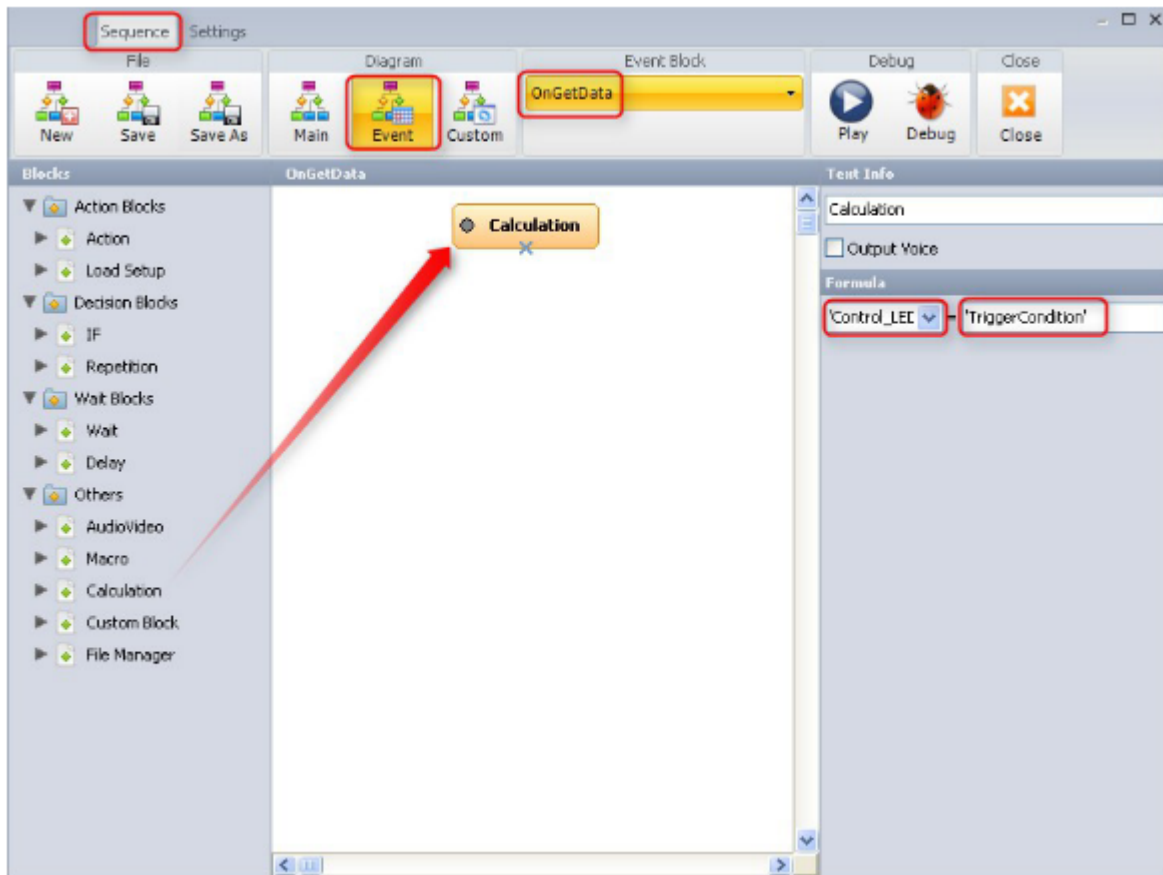 Sequence Settings
File Diagram Event Block Debug Close
OnGetData
New Save Save As Main Event Custom Play Debug Close
Blocks OnGetData Text Info
Action Blocks
Action
Load Setup
Decision Blocks
IF
Repetition
Wait Blocks
Wait
Delay
Others
AudioVideo
Macro
Calculation
Custom Block
File Manager
Calculation
Calculation
Output Voice
Formula
'Control_LED = 'TriggerCondition'